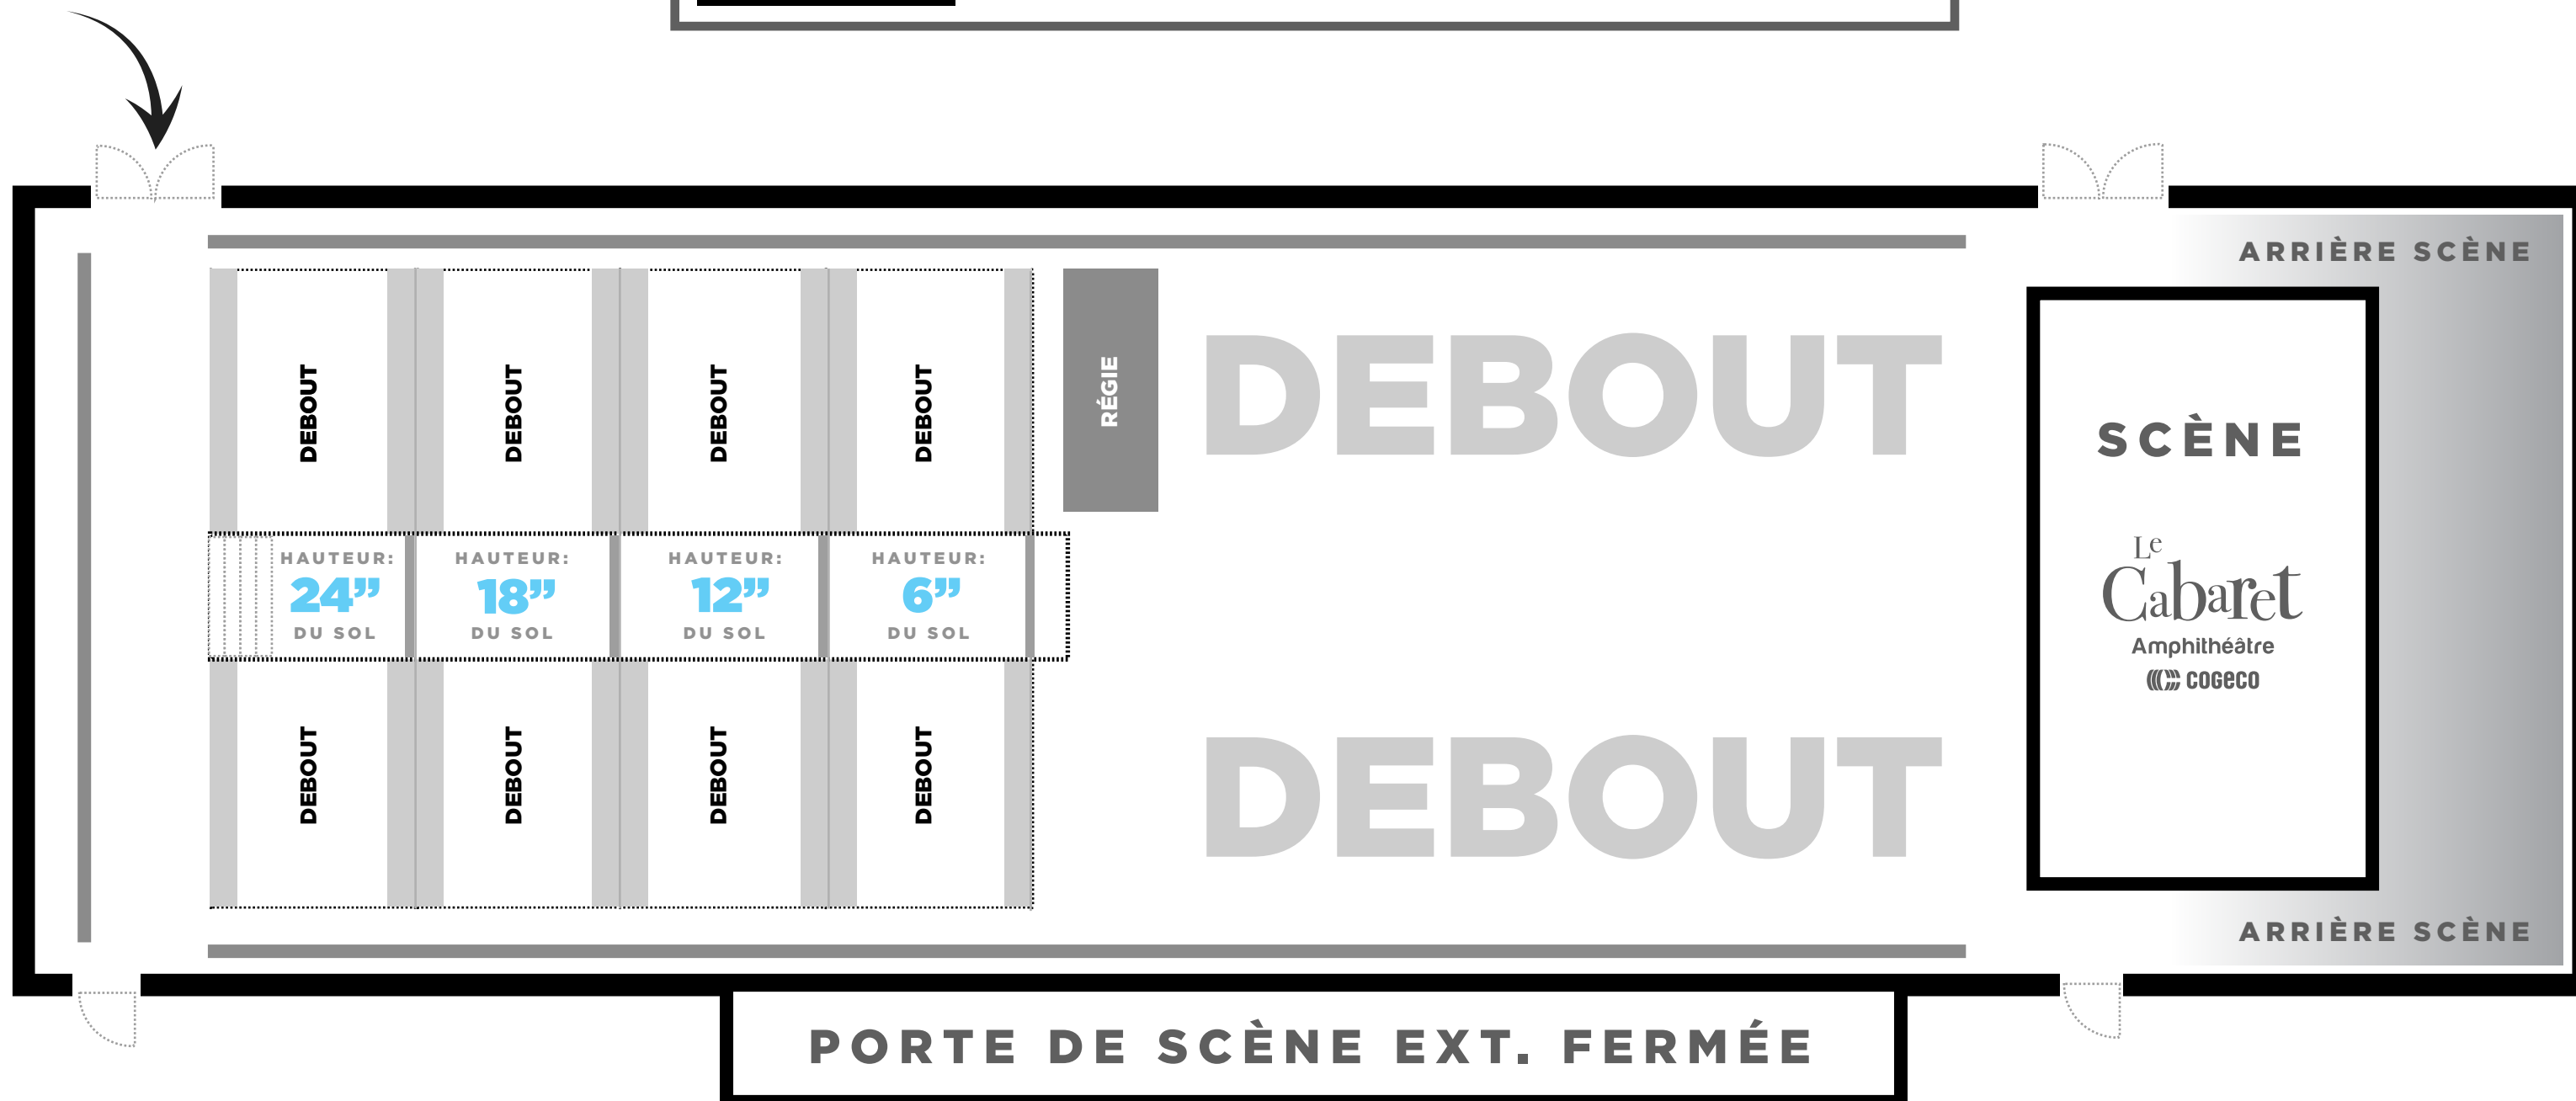 ARRIÈRE SCÈNE
DEBOUT
DEBOUT
DEBOUT
DEBOUT
RÉGIE
DEBOUT
SCÈNE
HAUTEUR:
24”
DU SOL
HAUTEUR:
18”
DU SOL
HAUTEUR:
12”
DU SOL
HAUTEUR:
6”
DU SOL
Le
Cabaret
Amphithéâtre
COGECO
DEBOUT
DEBOUT
DEBOUT
DEBOUT
DEBOUT
ARRIÈRE SCÈNE
PORTE DE SCÈNE EXT. FERMÉE